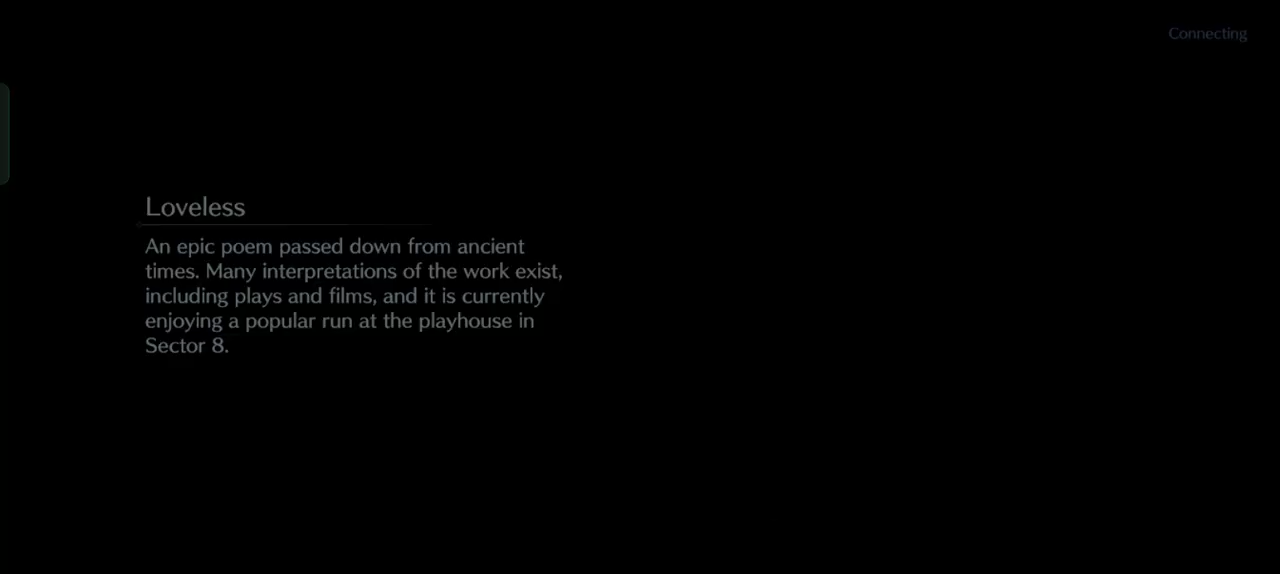 Connecting
Loveless
An epic poem passed down from ancient
times. Many interpretations of the work exist,
including plays and films, and it is currently
enjoying a popular run at the playhouse in
Sector 8.